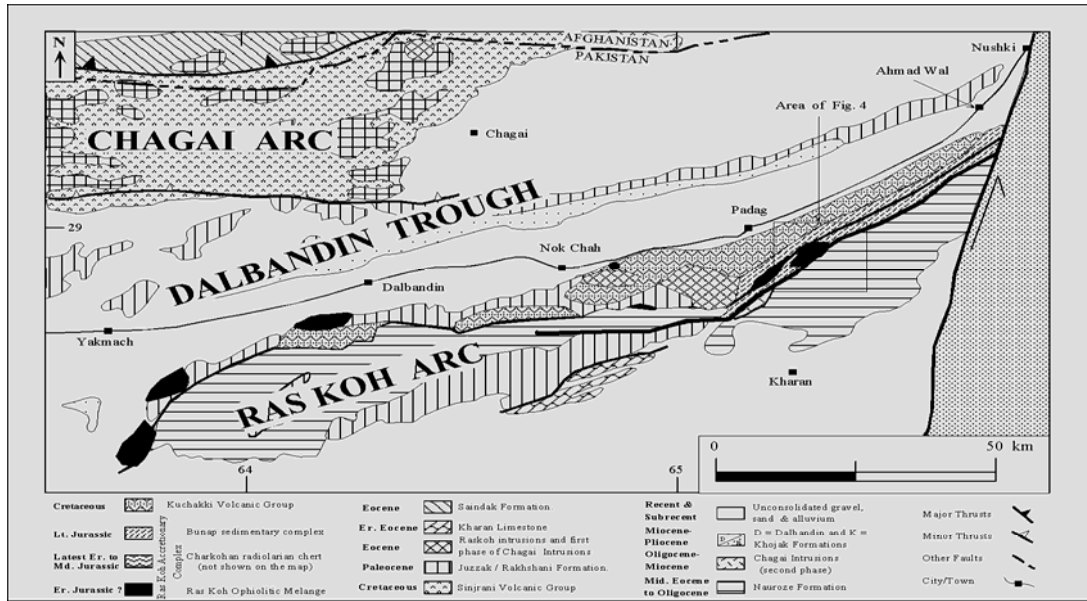 N
AFGHANISTAN
PAKISTAN
Nushki
Ahmad Wal
Area of Fig. 4
CHAGAI ARC
Chagai
29
DALBANDIN TROUGH
Padag
Nok Chah
Dalbandin
Yakmach
RAS KOH ARC
Kharan
0 50 km
64 65
Cretaceous Kuchakki Volcanic Group
Lt. Jurassic Bunap sedimentary complex
Latest Er. to Md. Jurassic Charkohan radiolarian chert
(not shown on the map)
Er. Jurassic ? Ras Koh Ophiolitic Melange
Ras Koh Accretionary
Complex
Eocene Saindak Formation
Er. Eocene Kharan Limestone
Eocene Raskoh intrusions and first
phase of Chagai Intrusions
Paleocene Juzzak / Rakhshani Formation.
Cretaceous Sinjrani Volcanic Group
Recent &
Subrecent Unconsolidated gravel,
sand & alluvium
Miocene-
Pliocene D D = Dalbandin and K =
Khojak Formations
Oligocene-
Miocene Chagai Intrusions
(second phase)
Mid. Eocene
to Oligocene Nauroze Formation
Major Thrusts
Minor Thrusts
Other Faults
City/Town